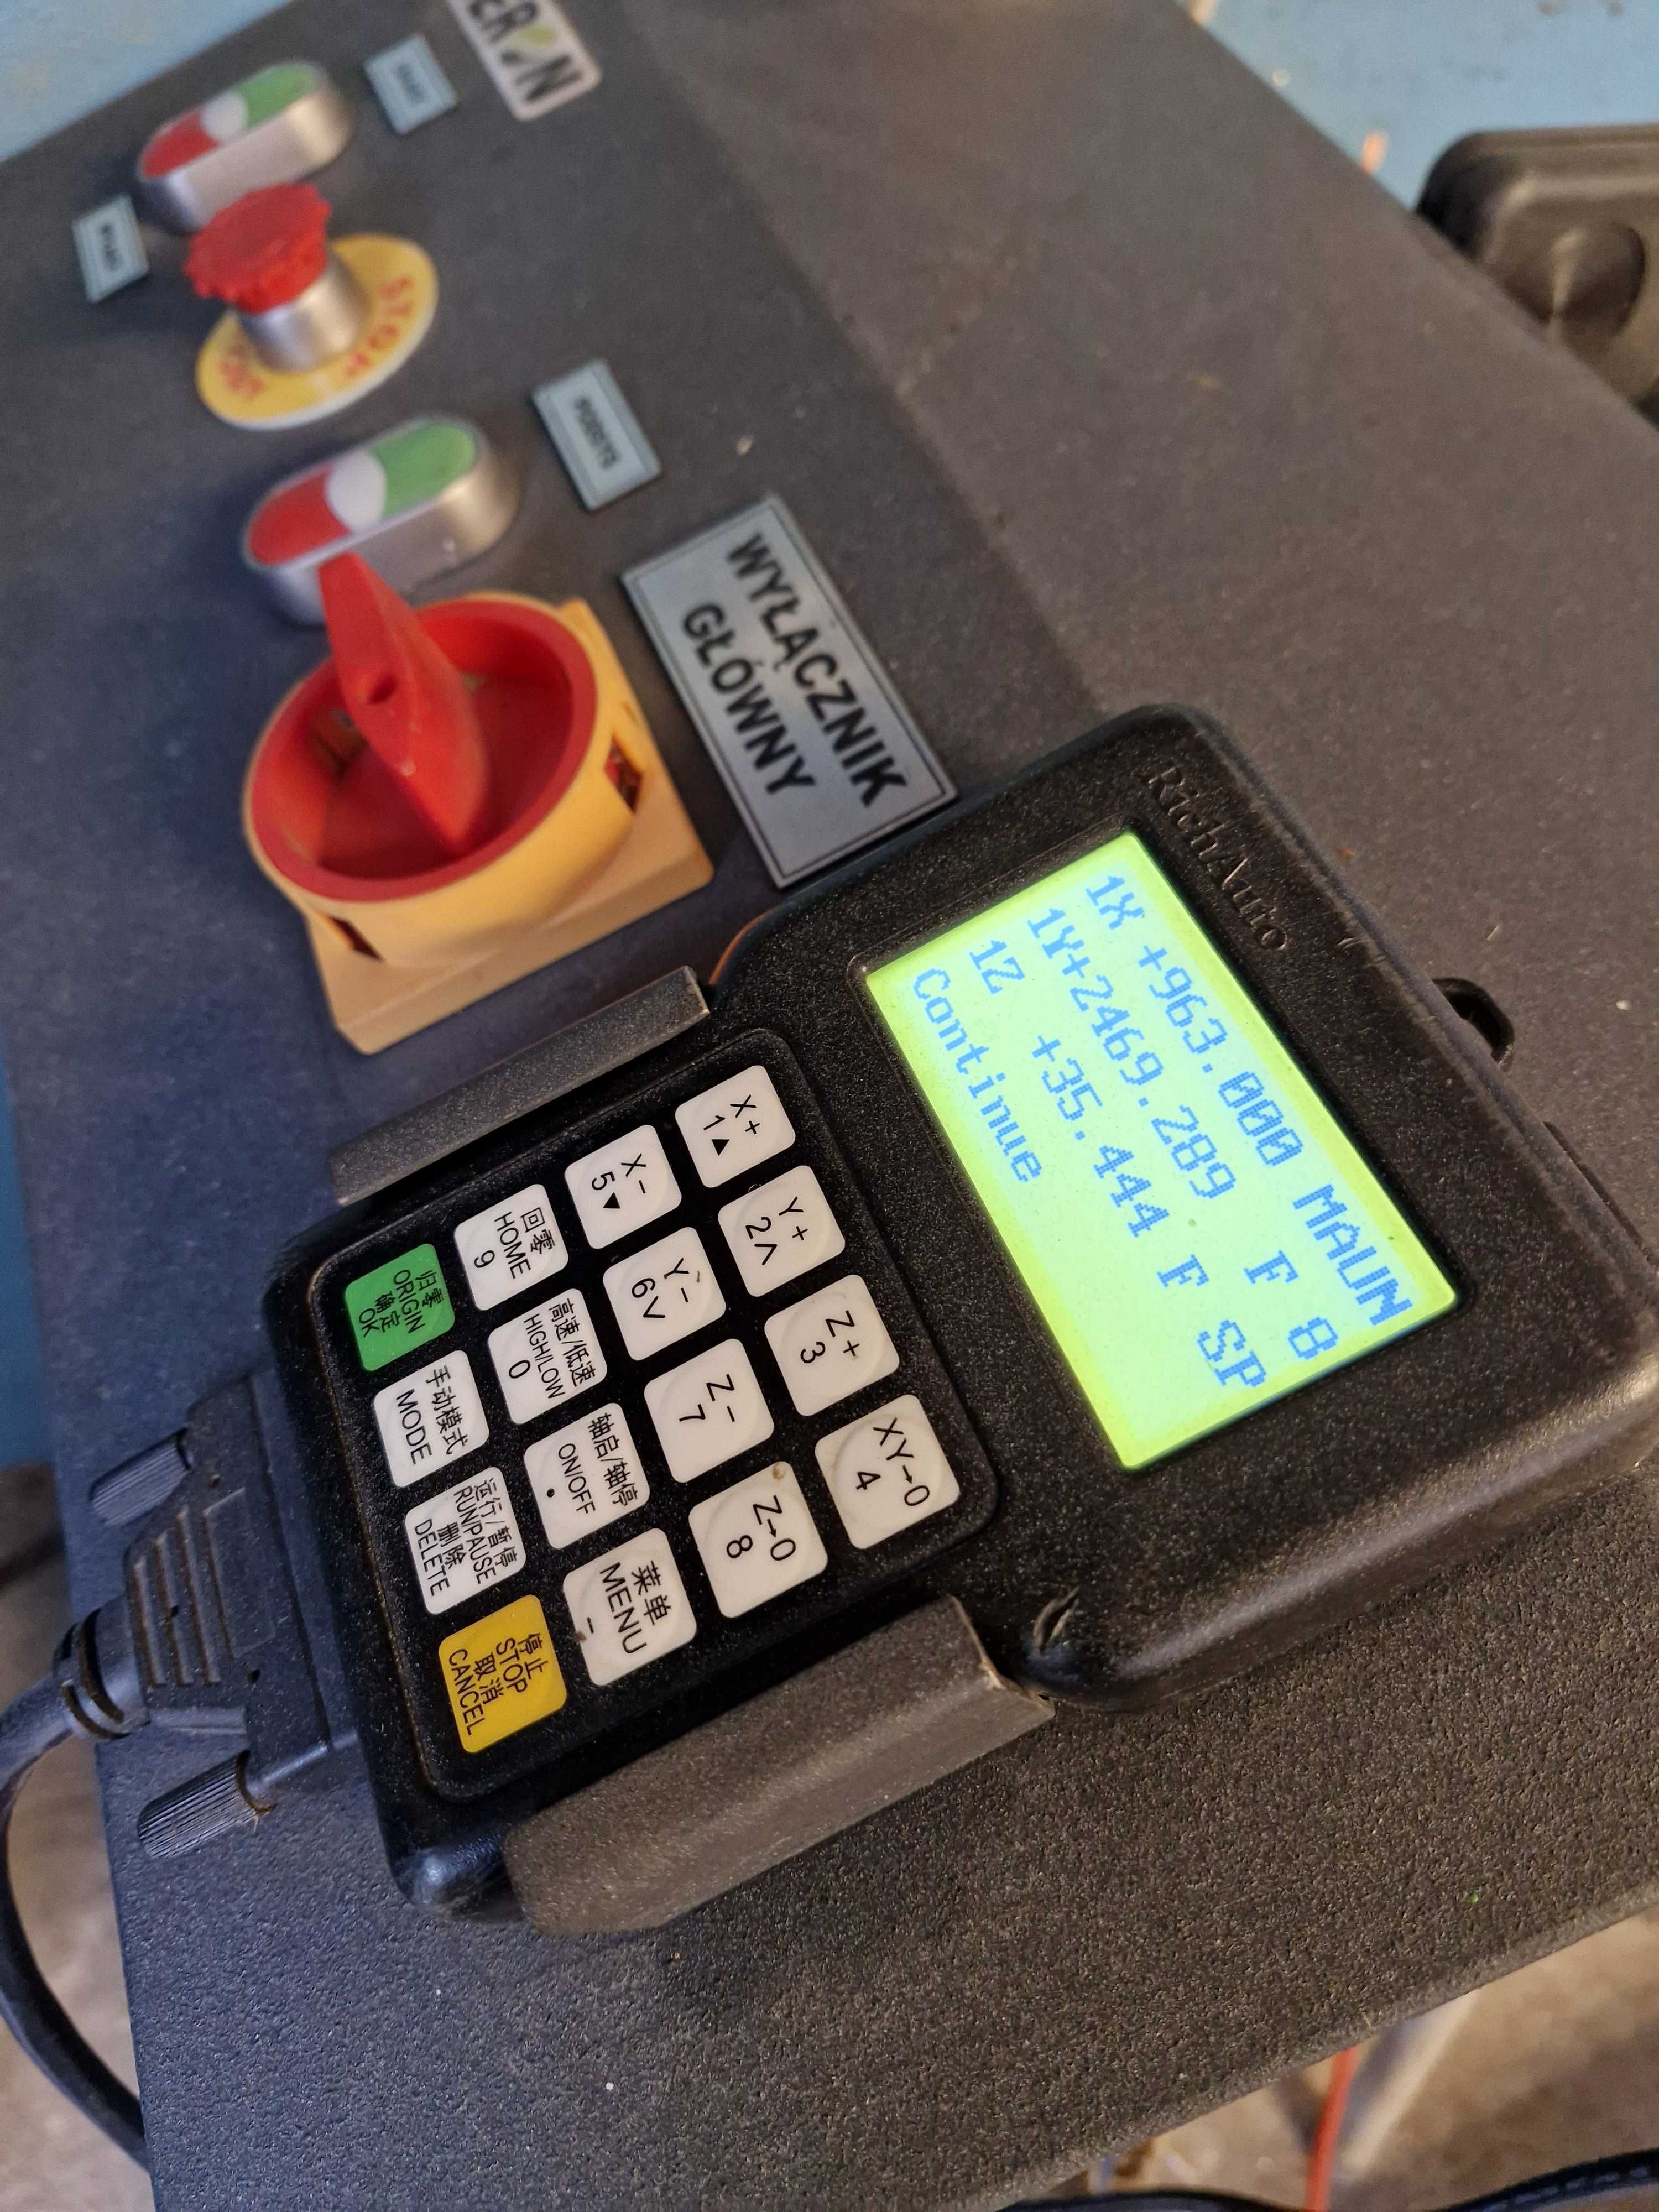 STOP
WYŁĄCZNIK
GŁÓWNY
RichAuto
1X +963.000 MAUN
1Y+2469.289 F 8
1Z +35.444 F SP
Continue
X+
1▲
Y+
2∧
Z+
3
XY→0
4
X-
5▼
Y-
6∨
Z-
7
Z→0
8
回零
HOME
9
高速/低速
HIGH/LOW
0
轴启/轴停
ON/OFF
•
菜单
MENU
-
归零
ORIGIN
确定
OK
手动模式
MODE
运行/暂停
RUN/PAUSE
删除
DELETE
停止
STOP
取消
CANCEL